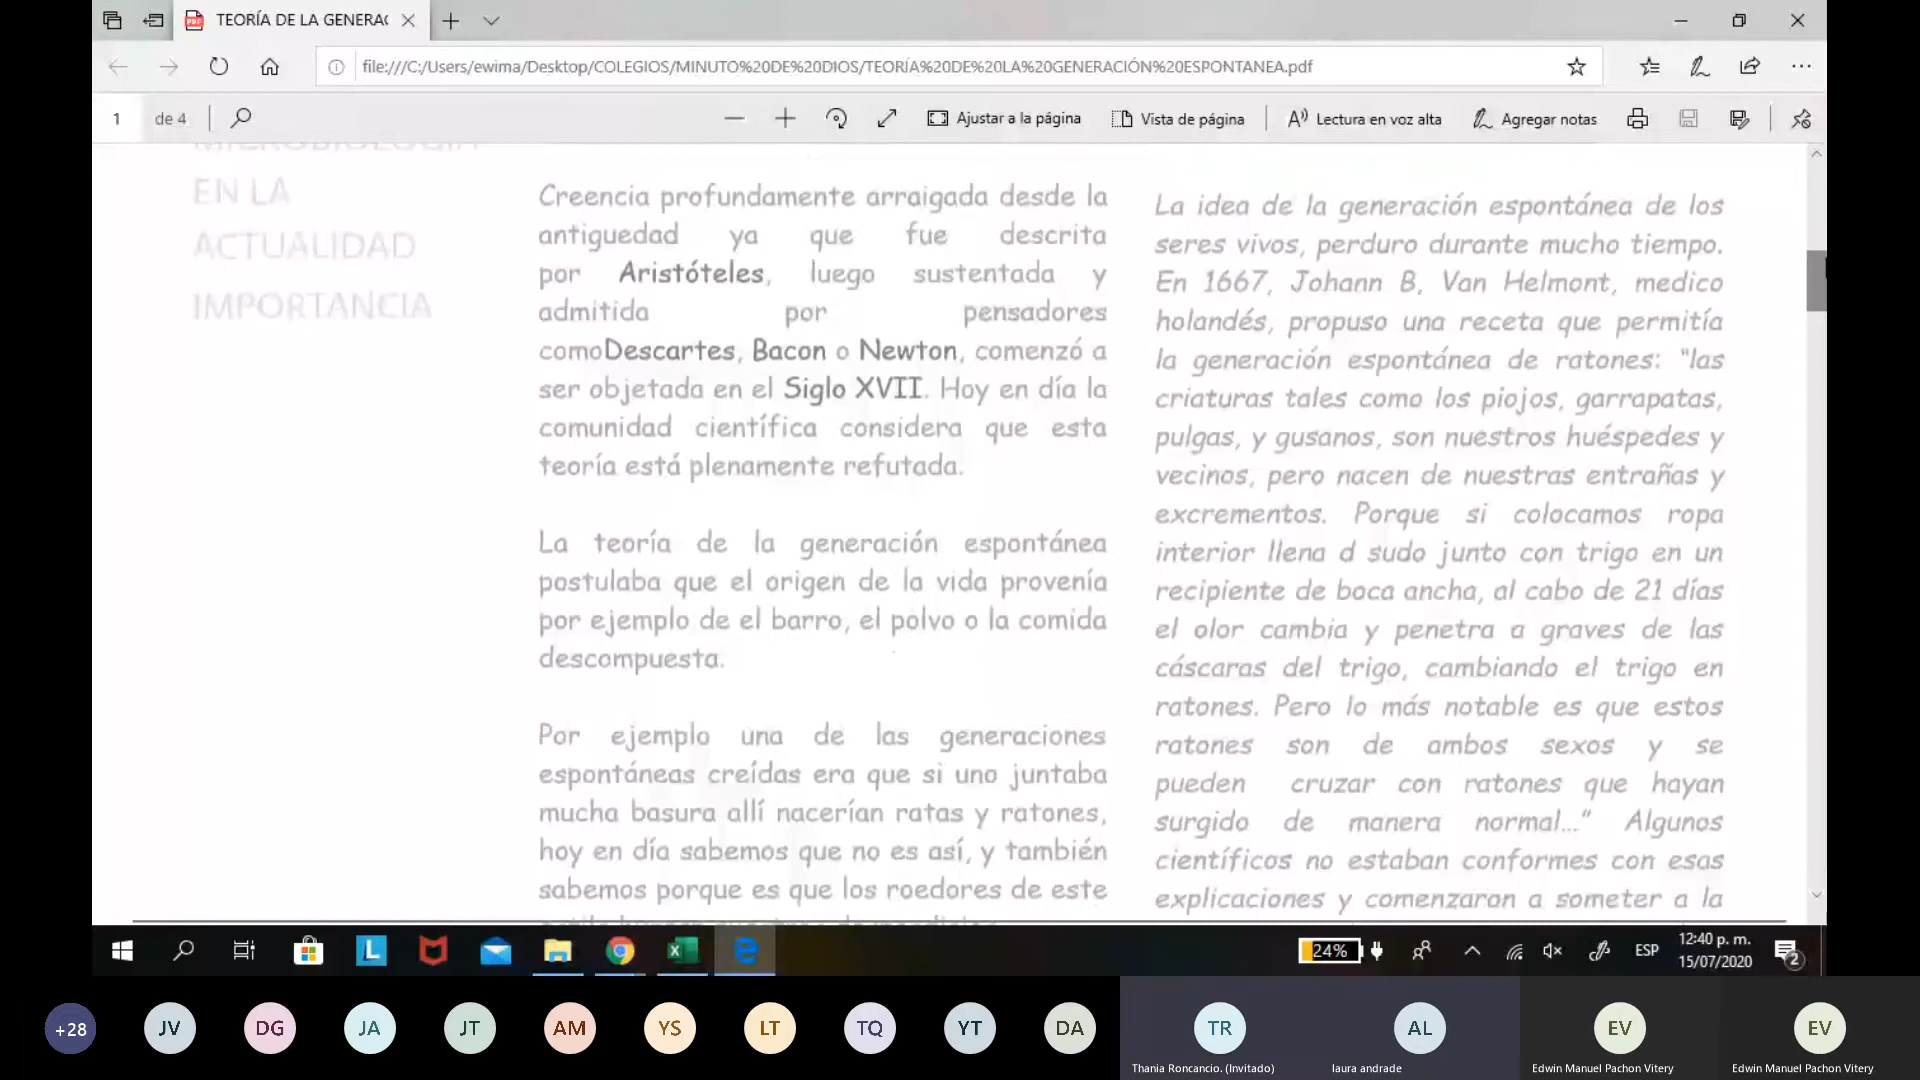 TEORÍA DE LA GENERAC
file:///C:/Users/ewima/Desktop/COLEGIOS/MINUTO%20DE%20DIOS/TEORÍA%20DE%20LA%20GENERACIÓN%20ESPONTANEA.pdf
1 de 4 Ajustar a la página Vista de página Lectura en voz alta Agregar notas
MICROBIOLOGÍA
EN LA
ACTUALIDAD
IMPORTANCIA
Creencia profundamente arraigada desde la
antiguedad ya que fue descrita
por Aristóteles, luego sustentada y
admitida por pensadores
comoDescartes, Bacon o Newton, comenzó a
ser objetada en el Siglo XVII. Hoy en día la
comunidad científica considera que esta
teoría está plenamente refutada.
La teoría de la generación espontánea
postulaba que el origen de la vida provenía
por ejemplo de el barro, el polvo o la comida
descompuesta.
Por ejemplo una de las generaciones
espontáneas creídas era que si uno juntaba
mucha basura allí nacerían ratas y ratones,
hoy en día sabemos que no es así, y también
sabemos porque es que los roedores de este
La idea de la generación espontánea de los
seres vivos, perduro durante mucho tiempo.
En 1667, Johann B, Van Helmont, medico
holandés, propuso una receta que permitía
la generación espontánea de ratones: "las
criaturas tales como los piojos, garrapatas,
pulgas, y gusanos, son nuestros huéspedes y
vecinos, pero nacen de nuestras entrañas y
excrementos. Porque si colocamos ropa
interior llena d sudo junto con trigo en un
recipiente de boca ancha, al cabo de 21 días
el olor cambia y penetra a graves de las
cáscaras del trigo, cambiando el trigo en
ratones. Pero lo más notable es que estos
ratones son de ambos sexos y se
pueden cruzar con ratones que hayan
surgido de manera normal..." Algunos
científicos no estaban conformes con esas
explicaciones y comenzaron a someter a la
24% ESP 12:40 p. m.
15/07/2020
2
+28 JV DG JA JT AM YS LT TQ YT DA TR AL EV EV
Thania Roncancio. (Invitado) laura andrade Edwin Manuel Pachon Vitery Edwin Manuel Pachon Vitery